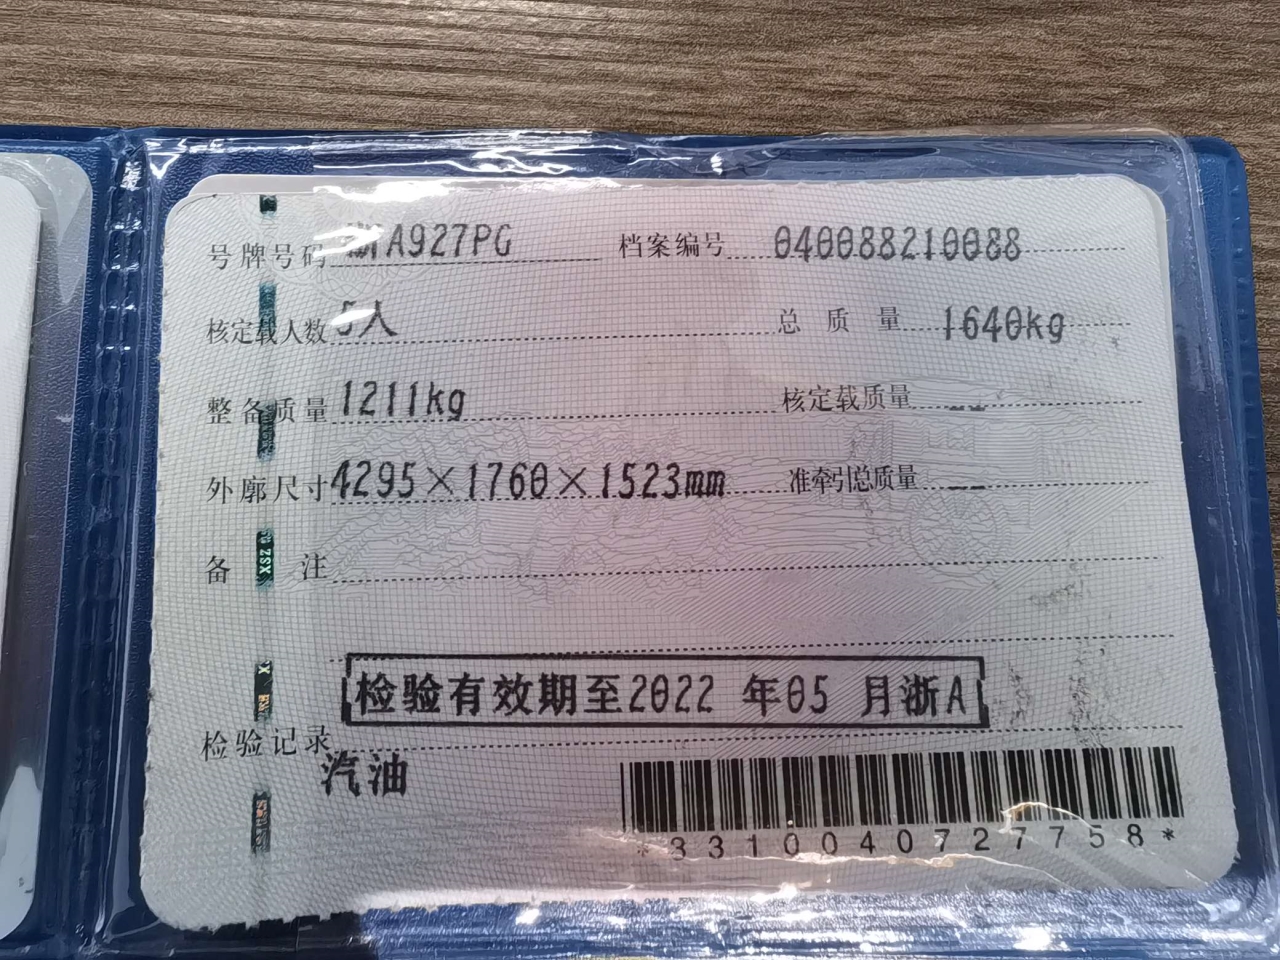 号牌号码 浙A927PG 档案编号 040088210088
核定载人数 5人 总质量 1640kg
整备质量 1211kg 核定载质量 --
外廓尺寸 4295×1760×1523mm 准牵引总质量 --
备注
检验有效期至2022 年05 月浙A
检验记录
汽油
*3310040727758*